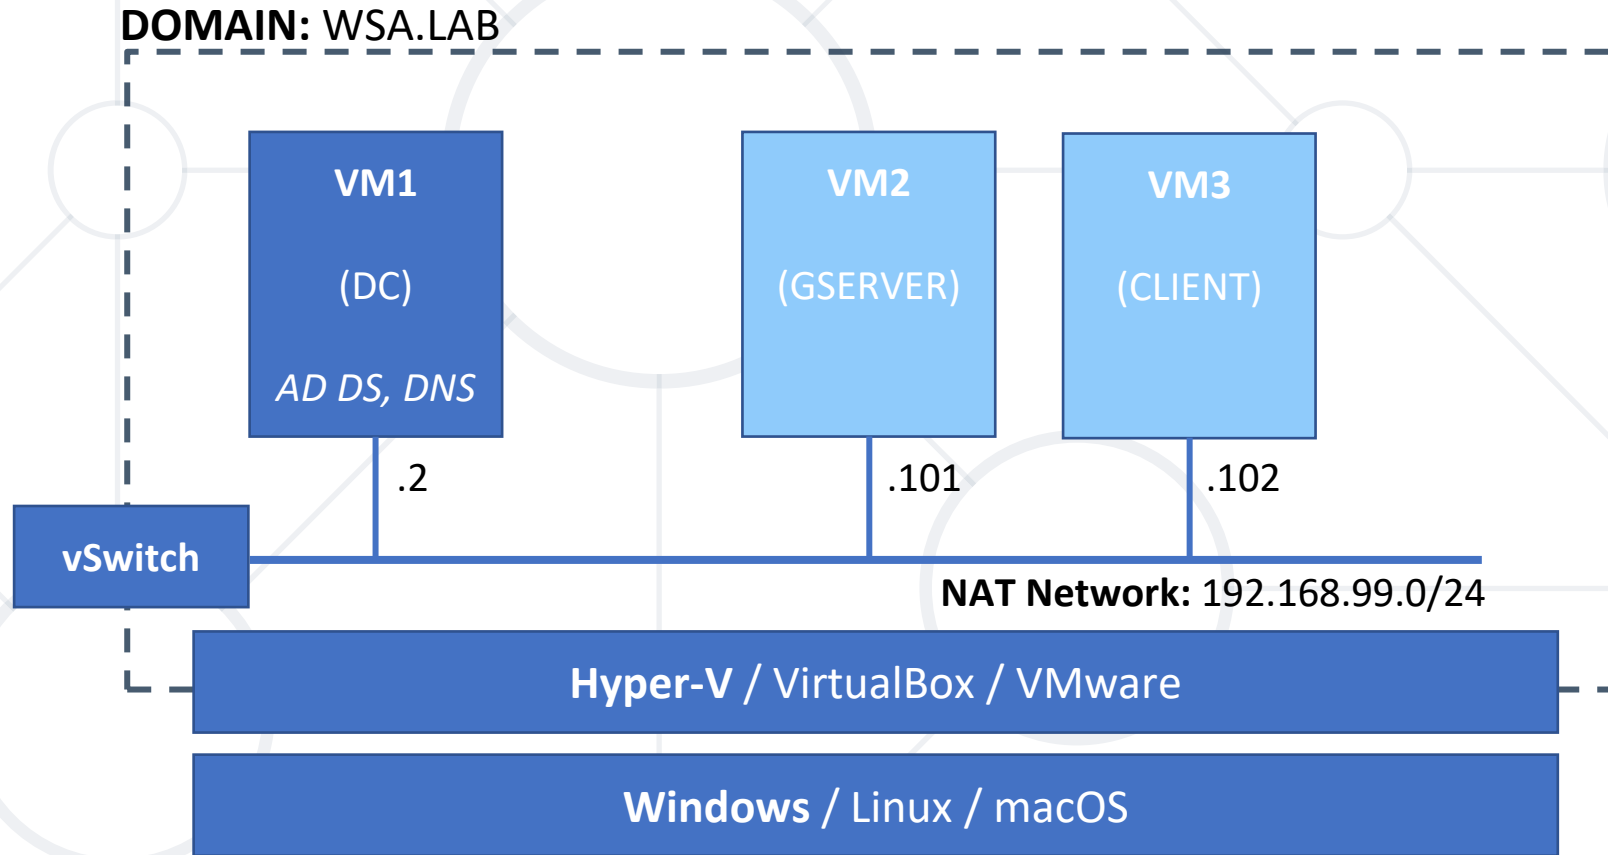 DOMAIN: WSA.LAB
VM1
(DC)
AD DS, DNS
VM2
(GSERVER)
VM3
(CLIENT)
.2
.101
.102
vSwitch
NAT Network: 192.168.99.0/24
Hyper-V / VirtualBox / VMware
Windows / Linux / macOS